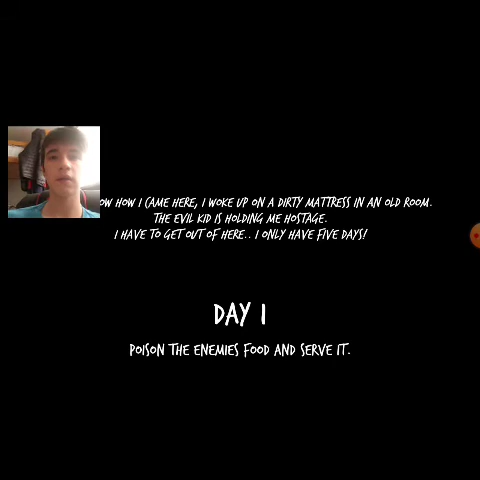 HOW I CAME HERE, I WOKE UP ON A DIRTY MATTRESS IN AN OLD ROOM.
THE EVIL KID IS HOLDING ME HOSTAGE.
I HAVE TO GET OUT OF HERE.. I ONLY HAVE FIVE DAYS!
DAY 1
POISON THE ENEMIES FOOD AND SERVE IT.